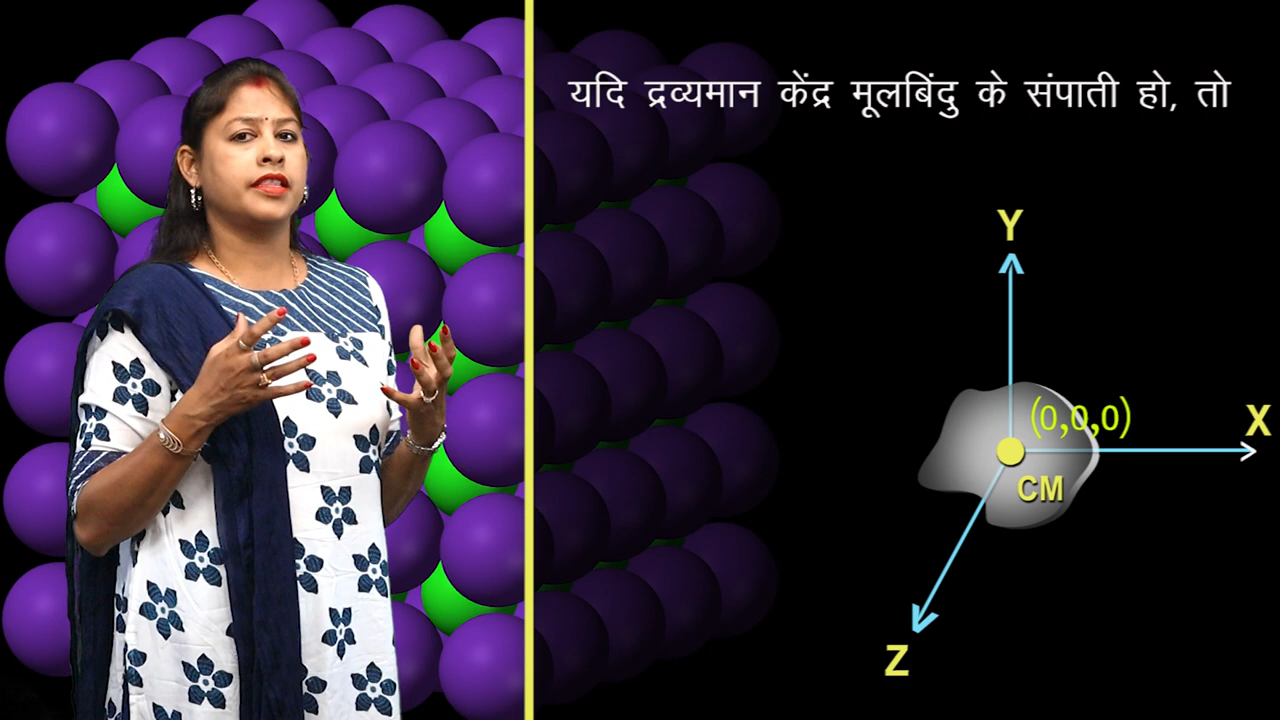 यदि द्रव्यमान केंद्र मूलबिंदु के संपाती हो, तो
Y
(0,0,0)
X
CM
Z